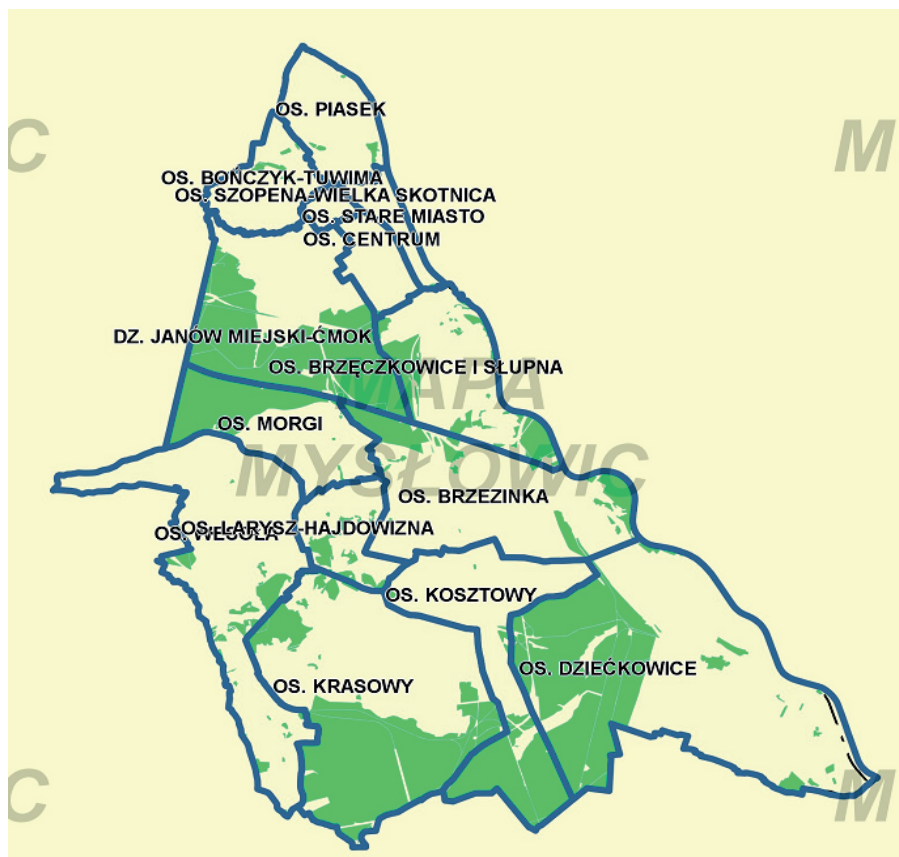 OS. PIASEK
C
M
OS. BOŃCZYK-TUWIMA
OS. SZOPENA-WIELKA SKOTNICA
OS. STARE MIASTO
OS. CENTRUM
DZ. JANÓW MIEJSKI-ĆMOK
OS. BRZĘCZKOWICE I SŁUPNA
MAPA
OS. MORGI
MYSŁOWIC
OS. BRZEZINKA
OS. WESOŁA
OS. LARYSZ-HAJDOWIZNA
OS. KOSZTOWY
OS. DZIEĆKOWICE
OS. KRASOWY
C
M